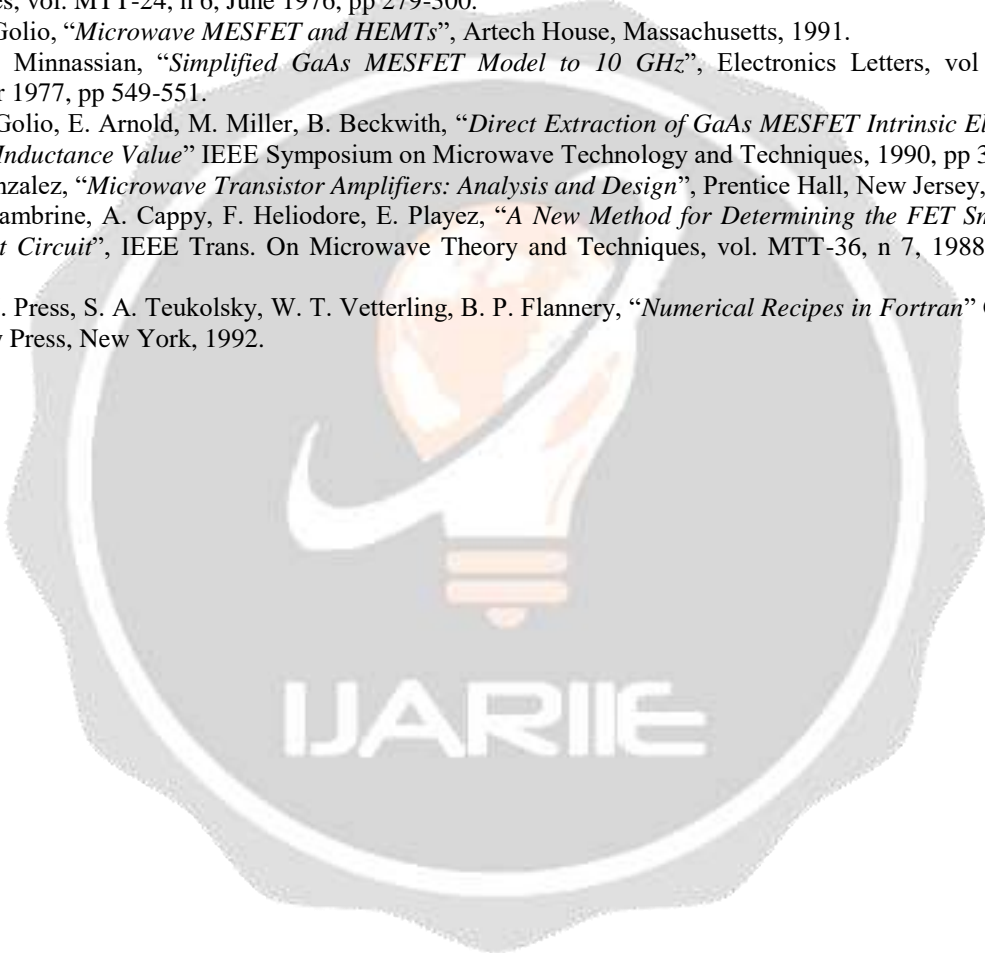 es, vol. MTT-24, n 6, June 1976, pp 279-300.
Golio, “Microwave MESFET and HEMTs”, Artech House, Massachusetts, 1991.
Minnassian, “Simplified GaAs MESFET Model to 10 GHz”, Electronics Letters, vol
r 1977, pp 549-551.
Golio, E. Arnold, M. Miller, B. Beckwith, “Direct Extraction of GaAs MESFET Intrinsic El
Inductance Value” IEEE Symposium on Microwave Technology and Techniques, 1990, pp 3
nzalez, “Microwave Transistor Amplifiers: Analysis and Design”, Prentice Hall, New Jersey,
ambrine, A. Cappy, F. Heliodore, E. Playez, “A New Method for Determining the FET Sm
t Circuit”, IEEE Trans. On Microwave Theory and Techniques, vol. MTT-36, n 7, 1988
. Press, S. A. Teukolsky, W. T. Vetterling, B. P. Flannery, “Numerical Recipes in Fortran”
y Press, New York, 1992.
IJARIIE